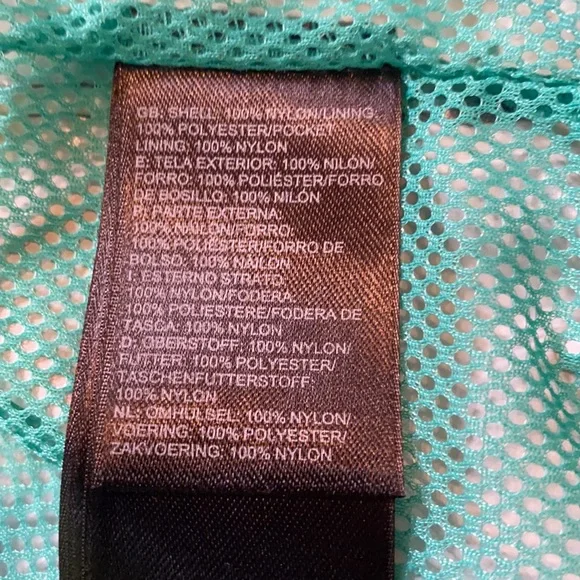 GB: SHELL: 100% NYLON/LINING:
100% POLYESTER/POCKET
LINING: 100% NYLON
E: TELA EXTERIOR: 100% NILÓN/
FORRO: 100% POLIÉSTER/FORRO
DE BOSILLO: 100% NILÓN
P: PARTE EXTERNA:
100% NÁILON/FORRO:
100% POLIÉSTER/FORRO DE
BOLSO: 100% NÁILON
I: ESTERNO STRATO:
100% NYLON/FODERA:
100% POLIESTERE/FODERA DE
TASCA: 100% NYLON
D: OBERSTOFF: 100% NYLON/
FUTTER: 100% POLYESTER/
TASCHENFUTTERSTOFF:
100% NYLON
NL: OMHULSEL: 100% NYLON/
VOERING: 100% POLYESTER/
ZAKVOERING: 100% NYLON